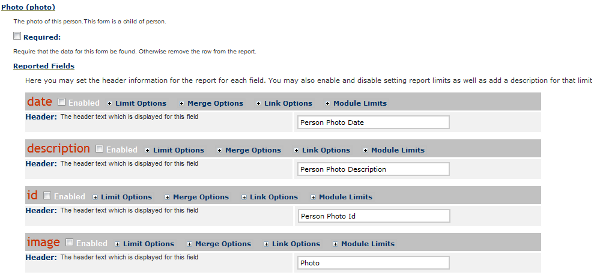 Photo (photo)
The photo of this person.This form is a child of person.
Required:
Require that the data for this form be found. Otherwise remove the row from the report.
Reported Fields
Here you may set the header information for the report for each field. You may also enable and disable setting report limits as well as add a description for that limit
date Enabled + Limit Options + Merge Options + Link Options + Module Limits
Header: The header text which is displayed for this field Person Photo Date
description Enabled + Limit Options + Merge Options + Link Options + Module Limits
Header: The header text which is displayed for this field Person Photo Description
id Enabled + Limit Options + Merge Options + Link Options + Module Limits
Header: The header text which is displayed for this field Person Photo Id
image Enabled + Limit Options + Merge Options + Link Options + Module Limits
Header: The header text which is displayed for this field Photo